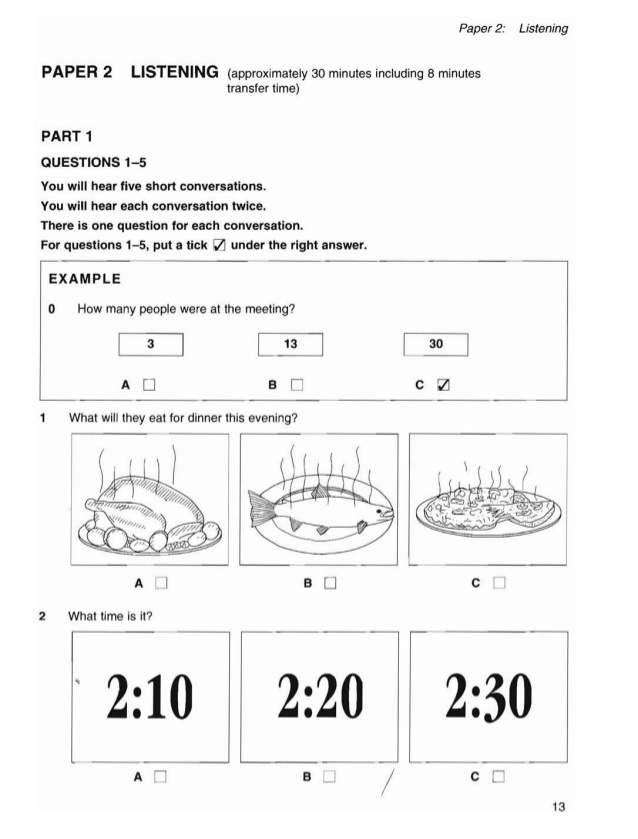 Paper 2: Listening
PAPER 2 LISTENING (approximately 30 minutes including 8 minutes
transfer time)
PART 1
QUESTIONS 1–5
You will hear five short conversations.
You will hear each conversation twice.
There is one question for each conversation.
For questions 1–5, put a tick ☑ under the right answer.
EXAMPLE
0 How many people were at the meeting?
3 13 30
A ☐ B ☐ C ☑
1 What will they eat for dinner this evening?
A ☐ B ☐ C ☐
2 What time is it?
2:10 2:20 2:30
A ☐ B ☐ C ☐
13